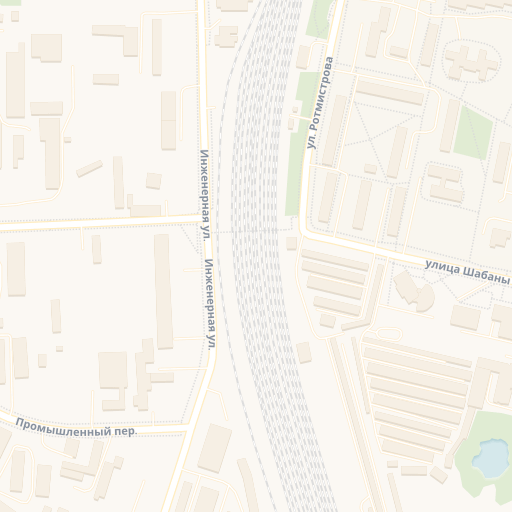 ул. Ротмистрова
Инженерная ул.
улица Шабаны
Инженерная ул.
Промышленный пер.